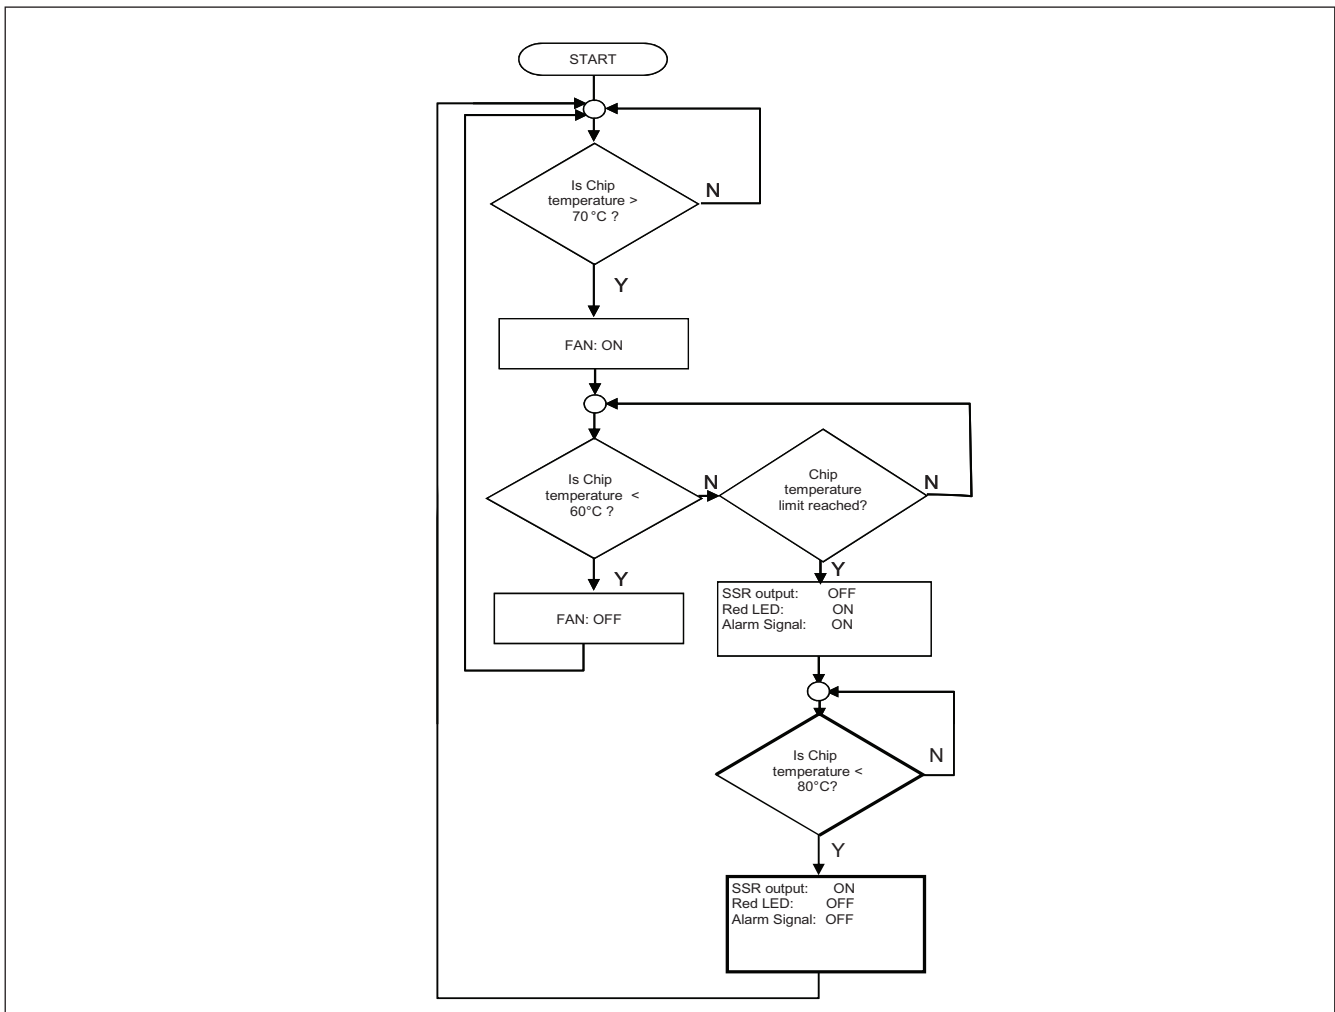 START
Is Chip
temperature >
70 °C ?
N
Y
FAN: ON
Is Chip
temperature <
60°C ?
N
Chip
temperature
limit reached?
N
Y
FAN: OFF
Y
SSR output: OFF
Red LED: ON
Alarm Signal: ON
Is Chip
temperature <
80°C?
N
Y
SSR output: ON
Red LED: OFF
Alarm Signal: OFF